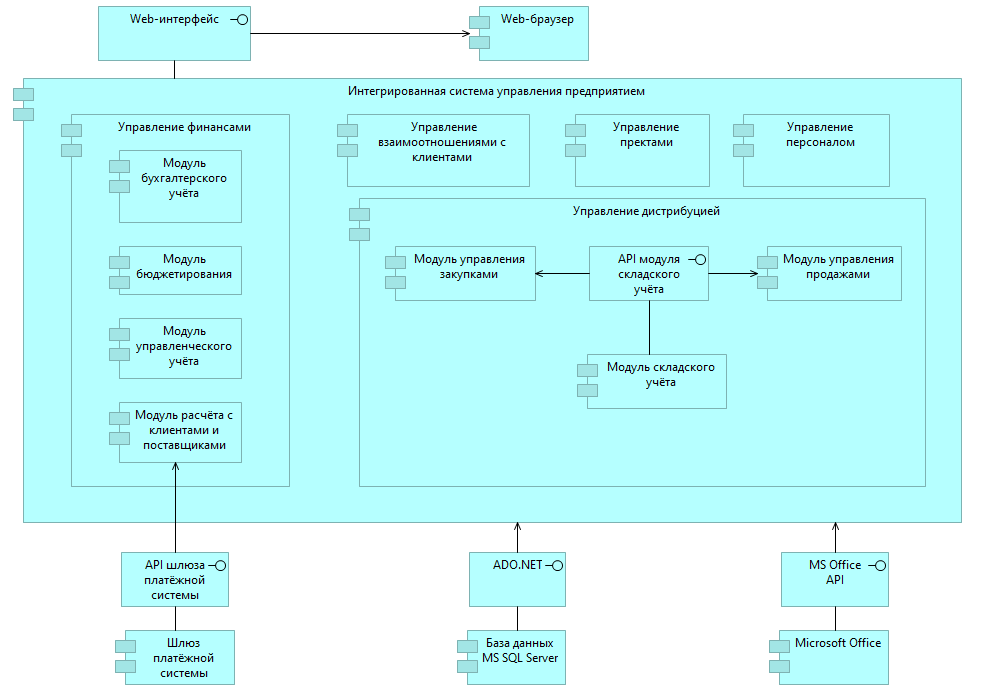 Web-интерфейс
Web-браузер
Интегрированная система управления предприятием
Управление финансами
Модуль
бухгалтерского
учёта
Модуль
бюджетирования
Модуль
управленческого
учёта
Модуль расчёта с
клиентами и
поставщиками
Управление
взаимоотношениями с
клиентами
Управление
пректами
Управление
персоналом
Управление дистрибуцией
Модуль управления
закупками
API модуля
складского
учёта
Модуль управления
продажами
Модуль складского
учёта
API шлюза
платёжной
системы
ADO.NET
MS Office
API
Шлюз
платёжной
системы
База данных
MS SQL Server
Microsoft Office